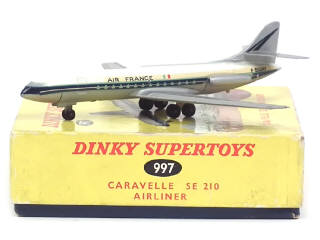 AIR FRANCE
DINKY SUPERTOYS
997
CARAVELLE SE 210
AIRLINER